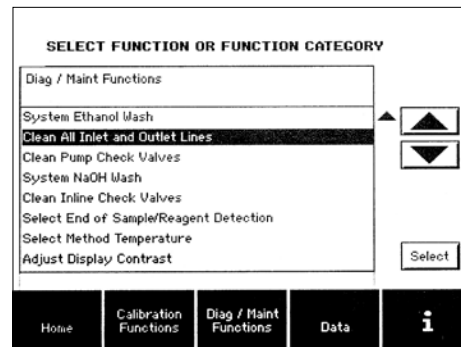 SELECT FUNCTION OR FUNCTION CATEGORY
Diag / Maint Functions
System Ethanol Wash
Clean All Inlet and Outlet Lines
Clean Pump Check Valves
System NaOH Wash
Clean Inline Check Valves
Select End of Sample/Reagent Detection
Select Method Temperature
Adjust Display Contrast
Select
Home
Calibration
Functions
Diag / Maint
Functions
Data
i